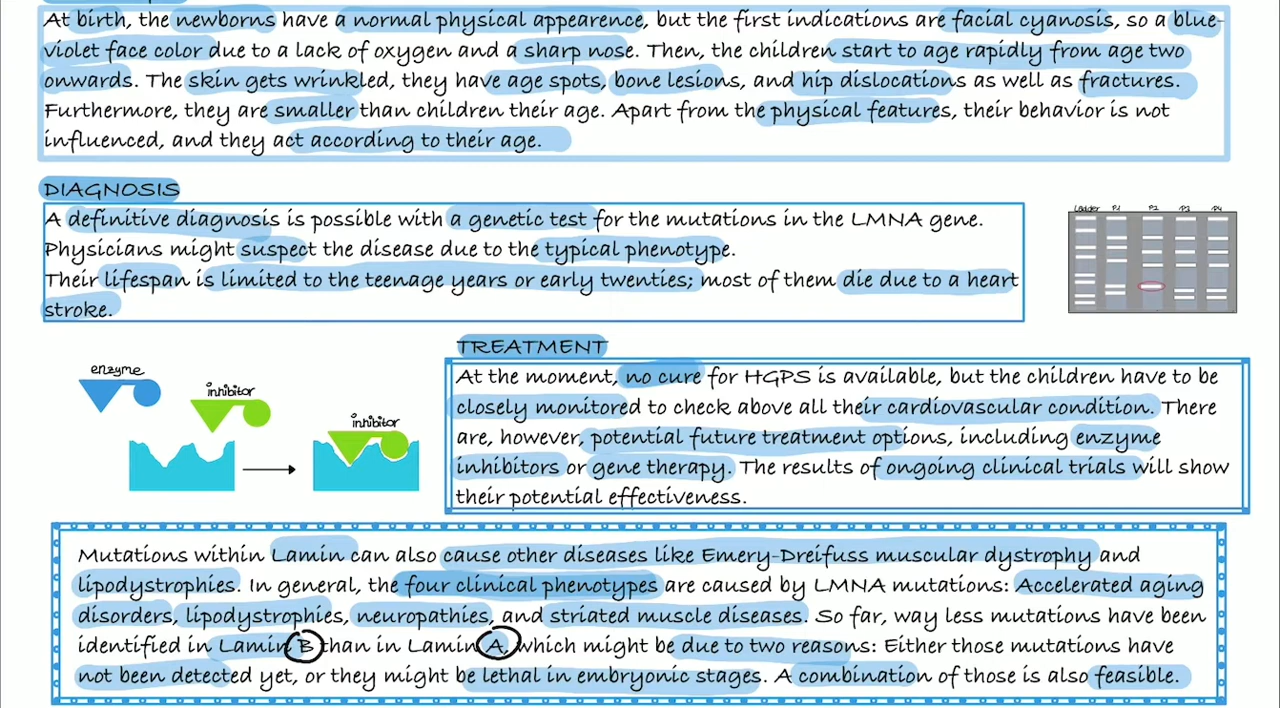 At birth, the newborns have a normal physical appearence, but the first indications are facial cyanosis, so a blue-
violet face color due to a lack of oxygen and a sharp nose. Then, the children start to age rapidly from age two
onwards. The skin gets wrinkled, they have age spots, bone lesions, and hip dislocations as well as fractures.
Furthermore, they are smaller than children their age. Apart from the physical features, their behavior is not
influenced, and they act according to their age.
DIAGNOSIS
A definitive diagnosis is possible with a genetic test for the mutations in the LMNA gene.
Physicians might suspect the disease due to the typical phenotype.
Their lifespan is limited to the teenage years or early twenties; most of them die due to a heart
stroke.
Ladder P1 P2 P3 P4
TREATMENT
At the moment, no cure for HGPS is available, but the children have to be
closely monitored to check above all their cardiovascular condition. There
are, however, potential future treatment options, including enzyme
inhibitors or gene therapy. The results of ongoing clinical trials will show
their potential effectiveness.
enzyme
inhibitor
inhibitor
Mutations within Lamin can also cause other diseases like Emery-Dreifuss muscular dystrophy and
lipodystrophies. In general, the four clinical phenotypes are caused by LMNA mutations: Accelerated aging
disorders, lipodystrophies, neuropathies, and striated muscle diseases. So far, way less mutations have been
identified in Lamin B than in Lamin A, which might be due to two reasons: Either those mutations have
not been detected yet, or they might be lethal in embryonic stages. A combination of those is also feasible.